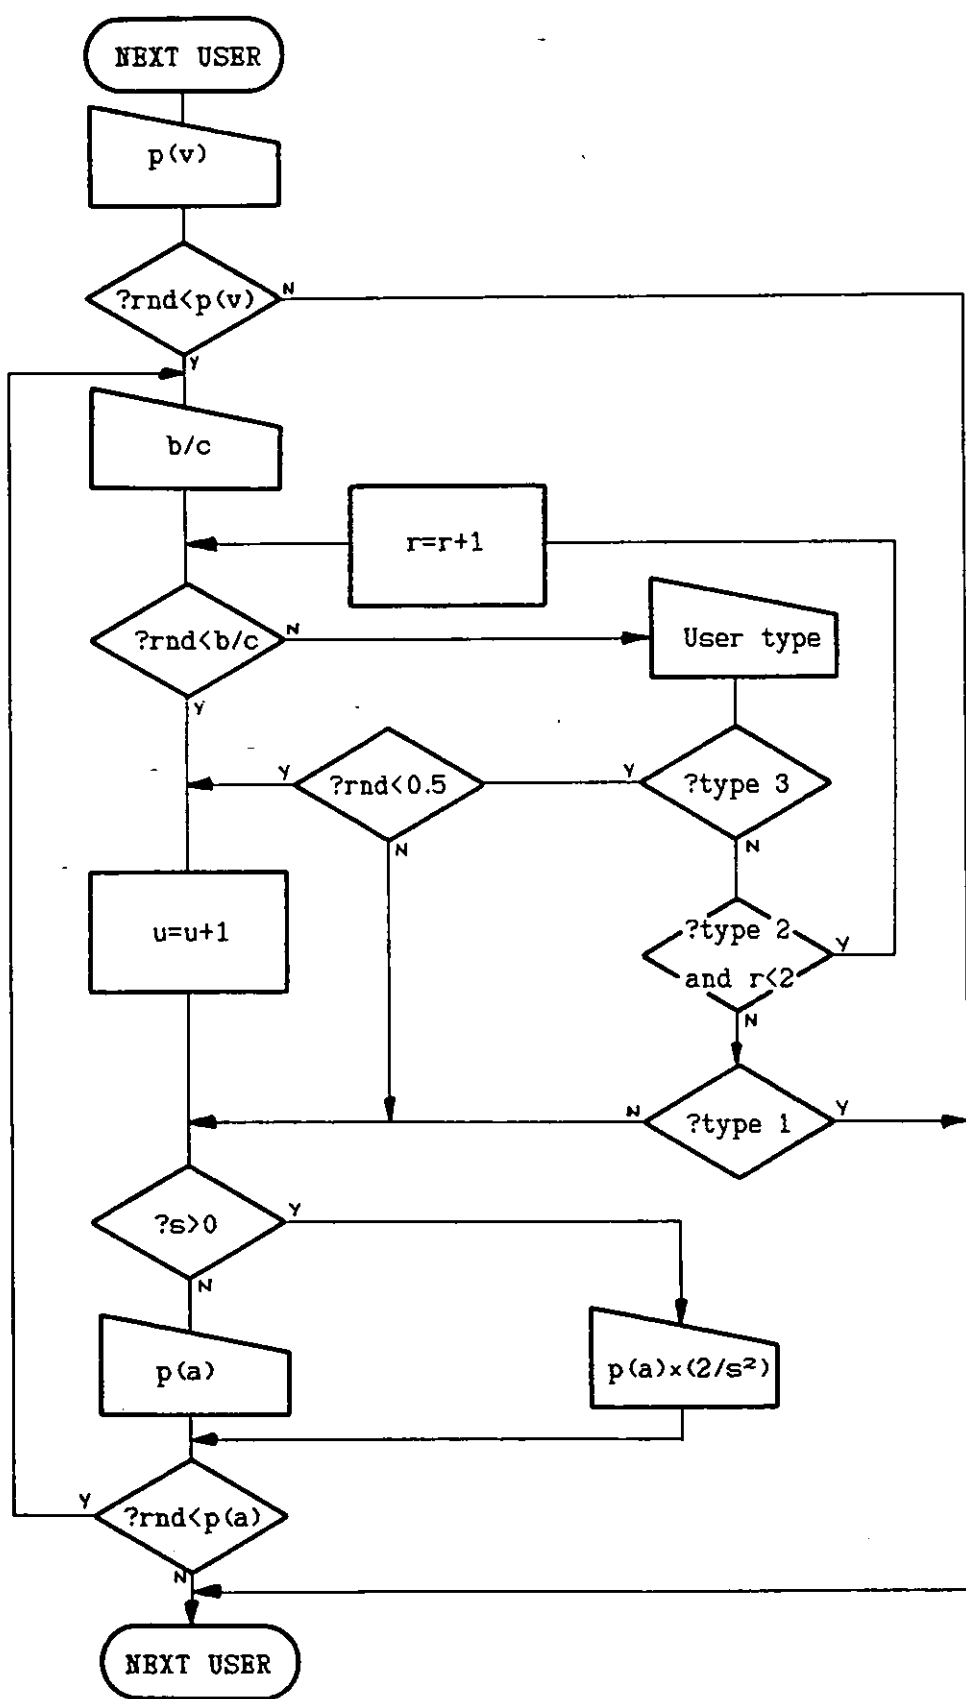 NEXT USER
p(v)
?rnd<p(v)
N
Y
b/c
r=r+1
?rnd<b/c
N
User type
Y
?rnd<0.5
Y
?type 3
Y
N
N
u=u+1
?type 2
and r<2
Y
N
?type 1
N
Y
?s>0
Y
N
p(a)
p(a)×(2/s²)
?rnd<p(a)
Y
N
NEXT USER